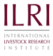 ILRI
INTERNATIONAL
LIVESTOCK RESEARCH
INSTITUTE